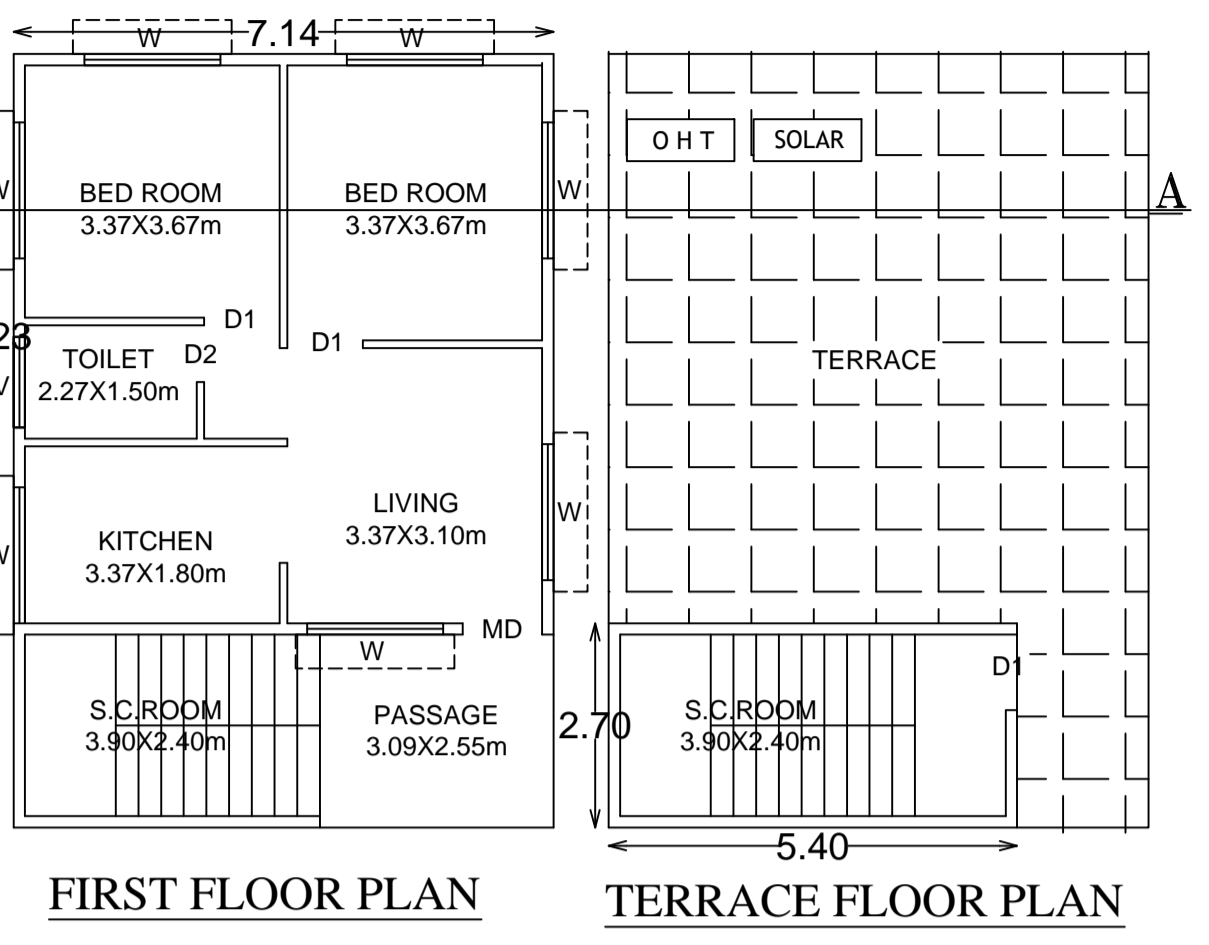 7.14
W
W
O H T
SOLAR
W
BED ROOM
3.37X3.67m
BED ROOM
3.37X3.67m
W
A
D1
D1
23
TOILET
2.27X1.50m
D2
TERRACE
LIVING
3.37X3.10m
W
KITCHEN
3.37X1.80m
W
MD
W
D1
S.C.ROOM
3.90X2.40m
PASSAGE
3.09X2.55m
2.70
S.C.ROOM
3.90X2.40m
5.40
FIRST FLOOR PLAN
TERRACE FLOOR PLAN